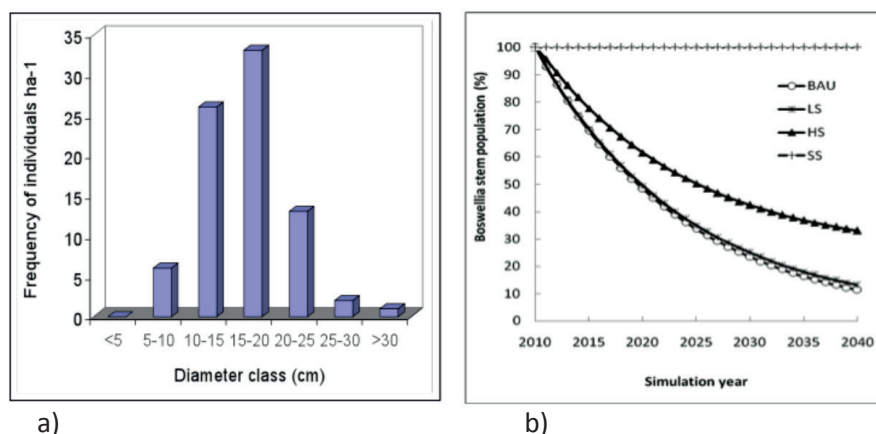 35
30
25
20
15
10
5
0
Frequency of individuals ha-1
<5 5-10 10-15 15-20 20-25 25-30 >30
Diameter class (cm)
a)
100
90
80
70
60
50
40
30
20
10
0
Boswellia stem population (%)
BAU
LS
HS
SS
2010 2015 2020 2025 2030 2035 2040
Simulation year
b)